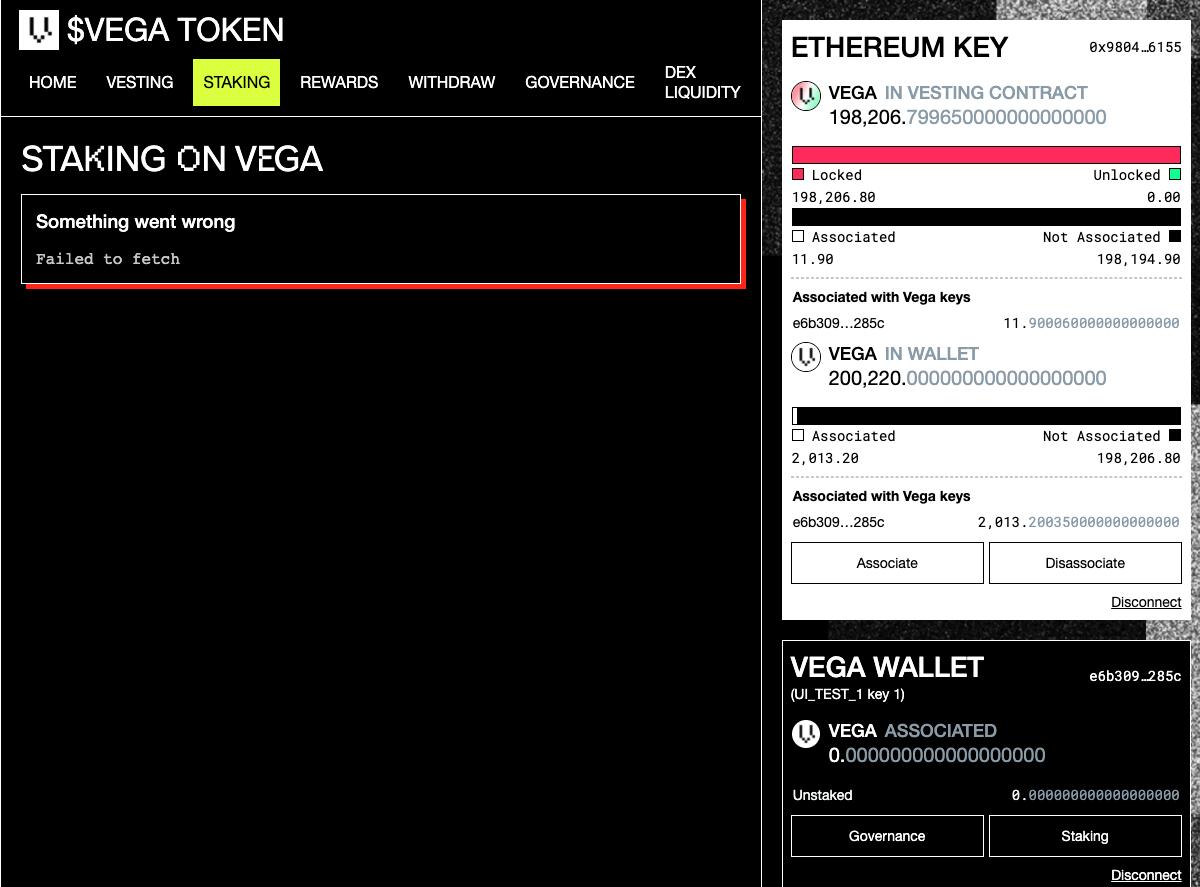 $VEGA TOKEN
HOME VESTING STAKING REWARDS WITHDRAW GOVERNANCE DEX LIQUIDITY
STAKING ON VEGA
Something went wrong
Failed to fetch
ETHEREUM KEY 0x9804…6155
VEGA IN VESTING CONTRACT
198,206.799650000000000000
Locked Unlocked
198,206.80 0.00
Associated Not Associated
11.90 198,194.90
Associated with Vega keys
e6b309…285c 11.900060000000000000
VEGA IN WALLET
200,220.000000000000000000
Associated Not Associated
2,013.20 198,206.80
Associated with Vega keys
e6b309…285c 2,013.200350000000000000
Associate Disassociate
Disconnect
VEGA WALLET e6b309…285c
(UI_TEST_1 key 1)
VEGA ASSOCIATED
0.000000000000000000
Unstaked 0.000000000000000000
Governance Staking
Disconnect